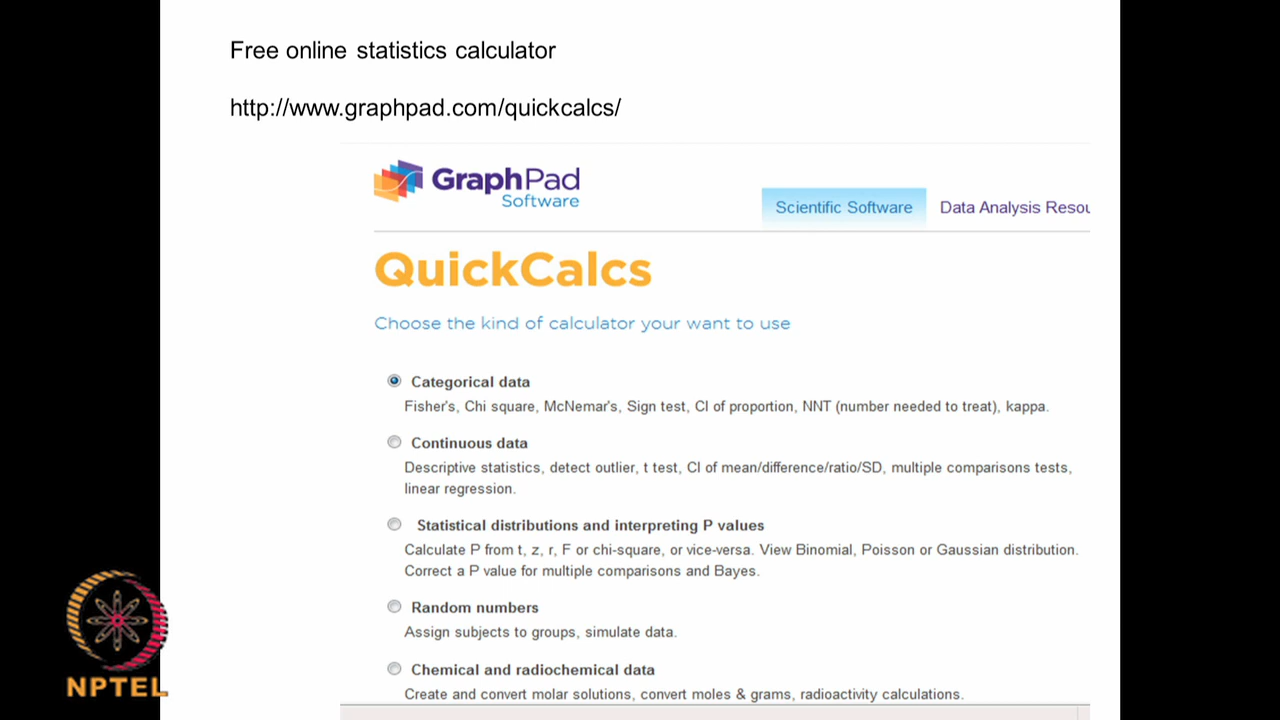 Free online statistics calculator
http://www.graphpad.com/quickcalcs/
GraphPad
Software
Scientific Software
Data Analysis Resou
QuickCalcs
Choose the kind of calculator your want to use
Categorical data
Fisher's, Chi square, McNemar's, Sign test, CI of proportion, NNT (number needed to treat), kappa.
Continuous data
Descriptive statistics, detect outlier, t test, CI of mean/difference/ratio/SD, multiple comparisons tests,
linear regression.
Statistical distributions and interpreting P values
Calculate P from t, z, r, F or chi-square, or vice-versa. View Binomial, Poisson or Gaussian distribution.
Correct a P value for multiple comparisons and Bayes.
Random numbers
Assign subjects to groups, simulate data.
Chemical and radiochemical data
Create and convert molar solutions, convert moles & grams, radioactivity calculations.
NPTEL